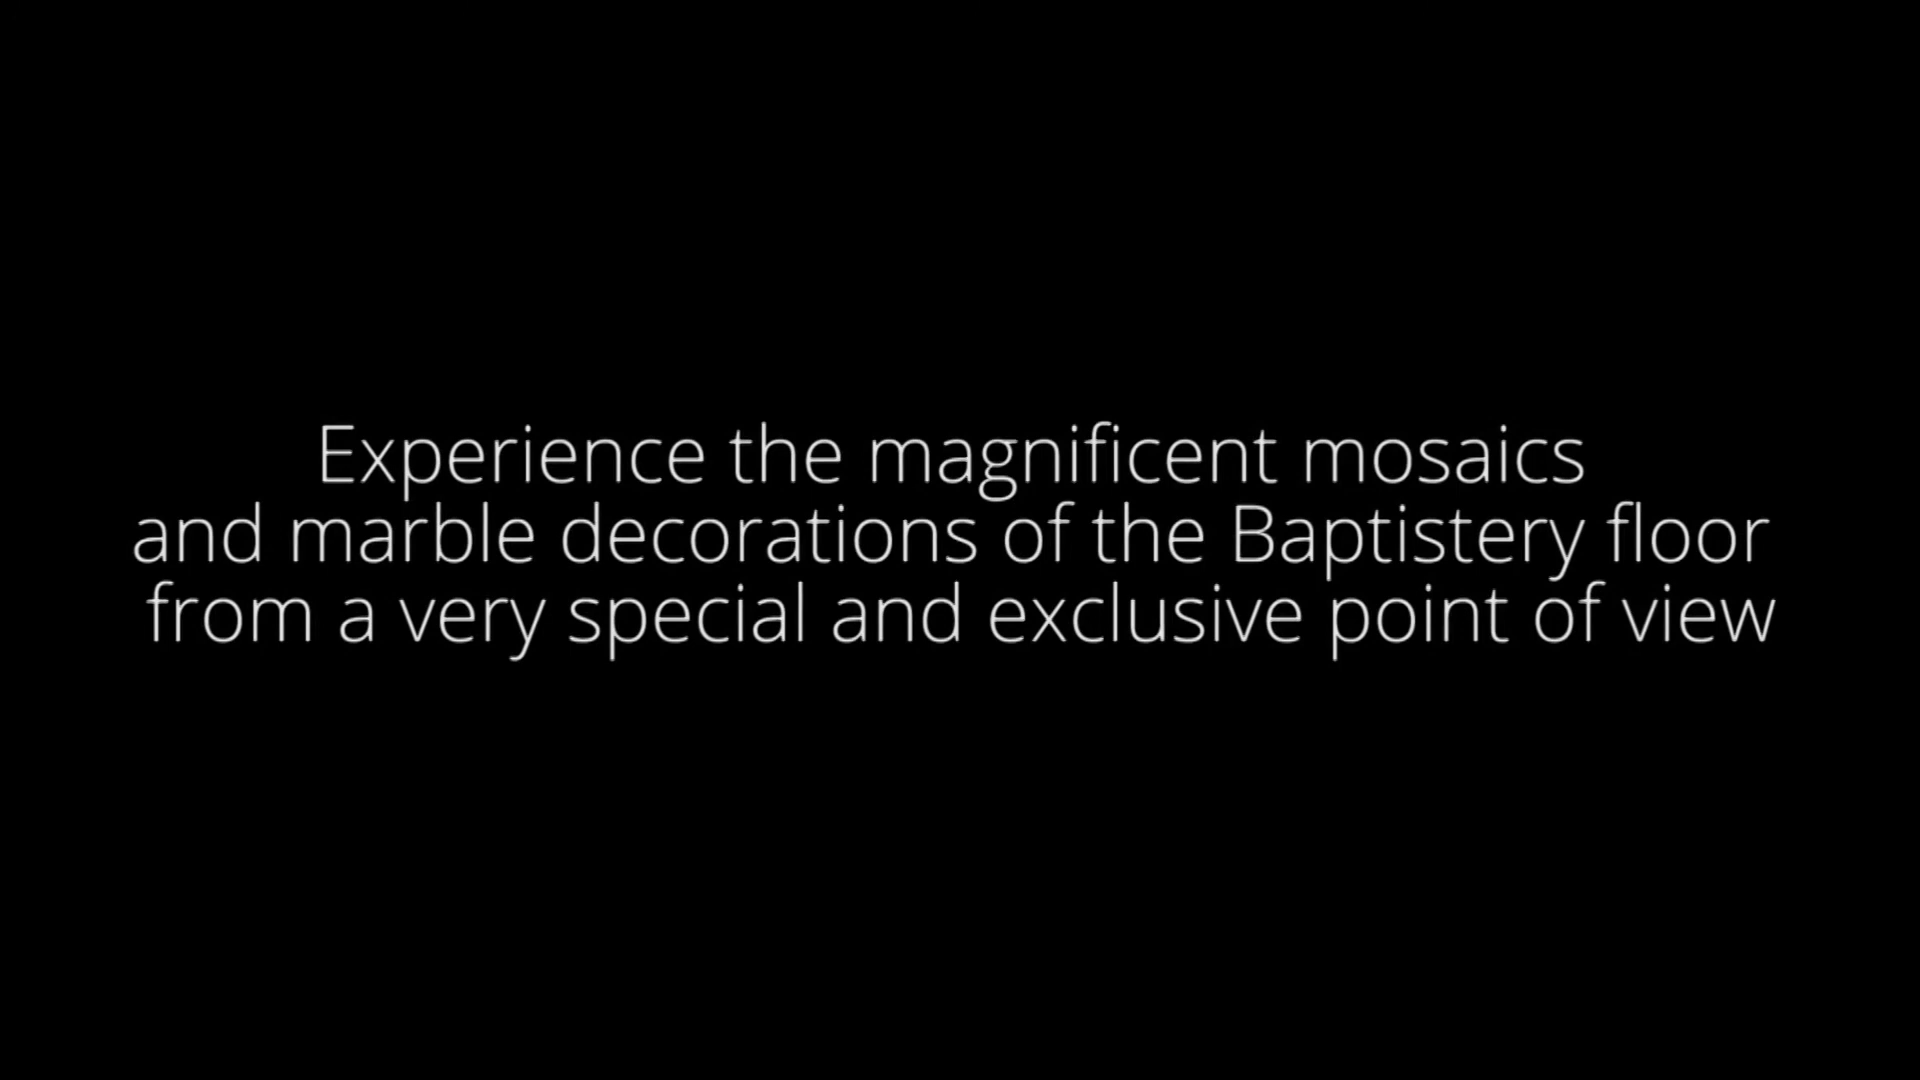 Experience the magnificent mosaics
and marble decorations of the Baptistery floor
from a very special and exclusive point of view